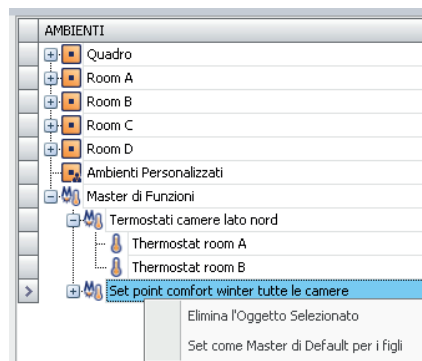 AMBIENTI
Quadro
Room A
Room B
Room C
Room D
Ambienti Personalizzati
Master di Funzioni
Termostati camere lato nord
Thermostat room A
Thermostat room B
Set point comfort winter tutte le camere
Elimina l'Oggetto Selezionato
Set come Master di Default per i figli